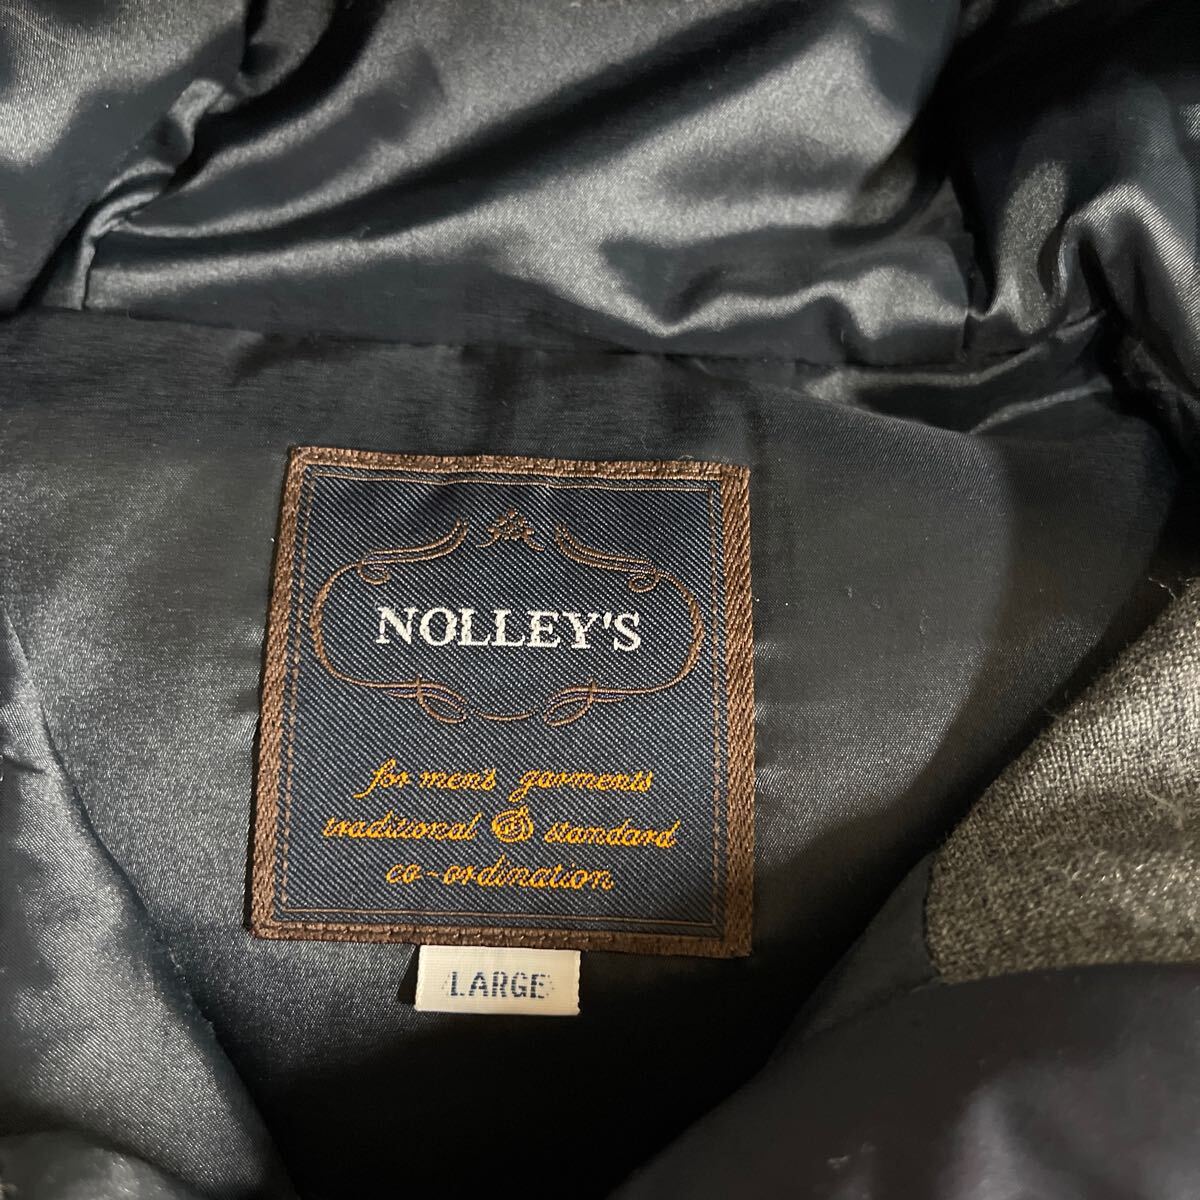 NOLLEY'S
for men's garments
traditional & standard
co-ordination
LARGE